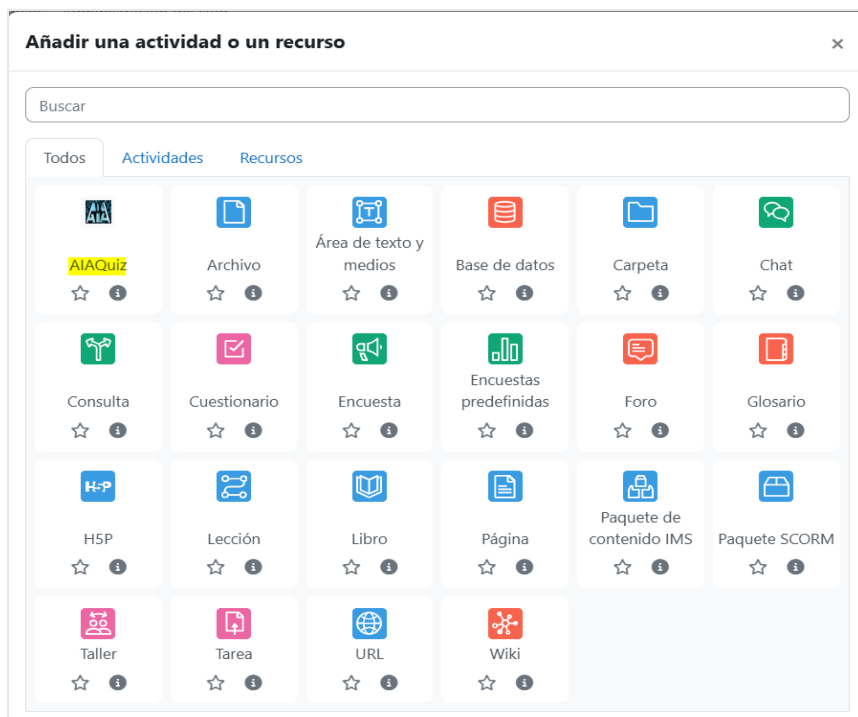 Añadir una actividad o un recurso
×
Buscar
Todos Actividades Recursos
AIA
AIAQuiz
Archivo
Área de texto y
medios
Base de datos
Carpeta
Chat
Consulta
Cuestionario
Encuesta
Encuestas
predefinidas
Foro
Glosario
H5P
H5P
Lección
Libro
Página
Paquete de
contenido IMS
Paquete SCORM
Taller
Tarea
URL
Wiki